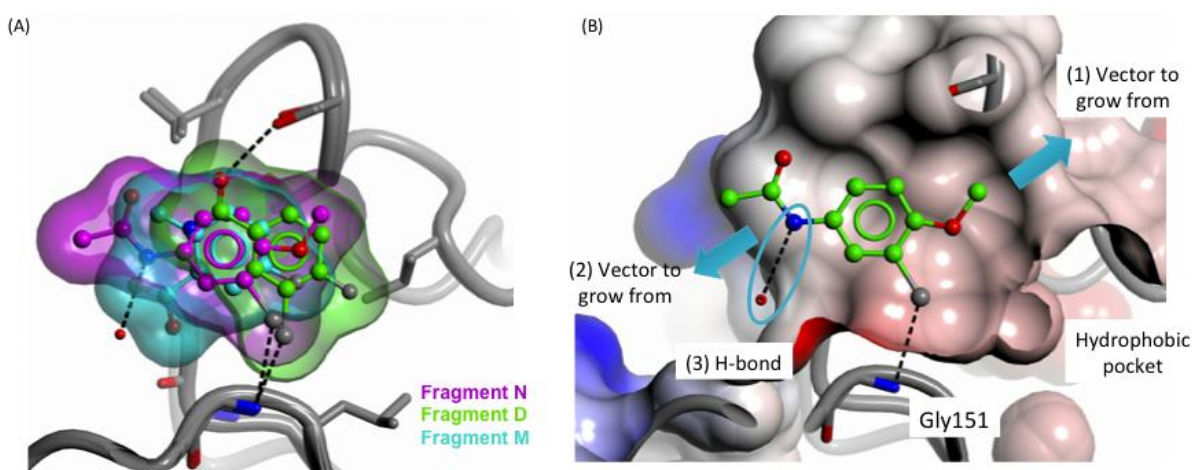 (A)
Fragment N
Fragment D
Fragment M
(B)
(1) Vector to
grow from
(2) Vector to
grow from
(3) H-bond
Hydrophobic
pocket
Gly151